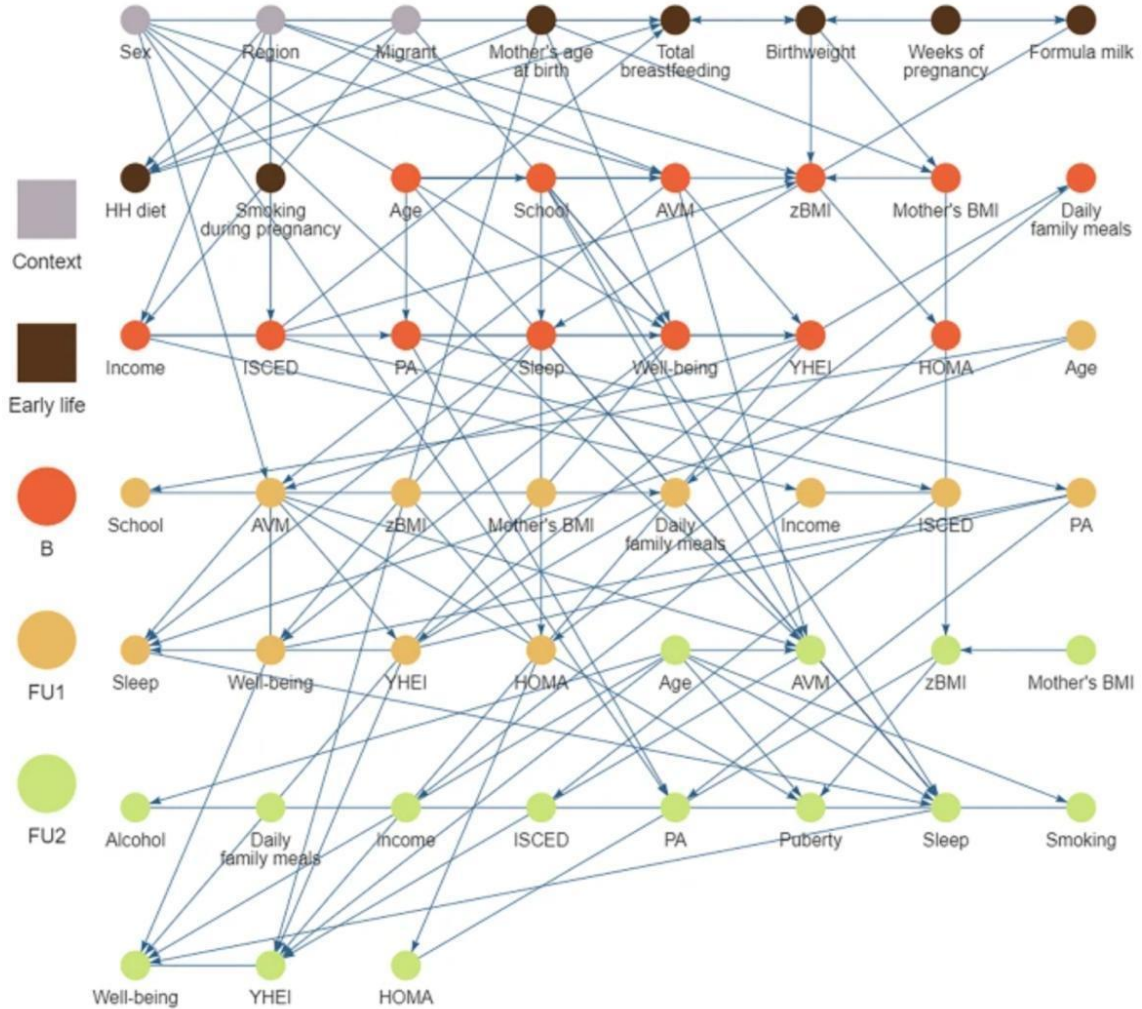 Sex Region Migrant Mother's age Total Birthweight Weeks of Formula milk
at birth breastfeeding pregnancy
HH diet Smoking Age School AVM zBMI Mother's BMI Daily
during pregnancy family meals
Context
Income ISCED PA Sleep Well-being YHEI HOMA Age
Early life
School AVM zBMI Mother's BMI Daily Income ISCED PA
family meals
B
Sleep Well-being YHEI HOMA Age AVM zBMI Mother's BMI
FU1
Alcohol Daily Income ISCED PA Puberty Sleep Smoking
family meals
FU2
Well-being YHEI HOMA